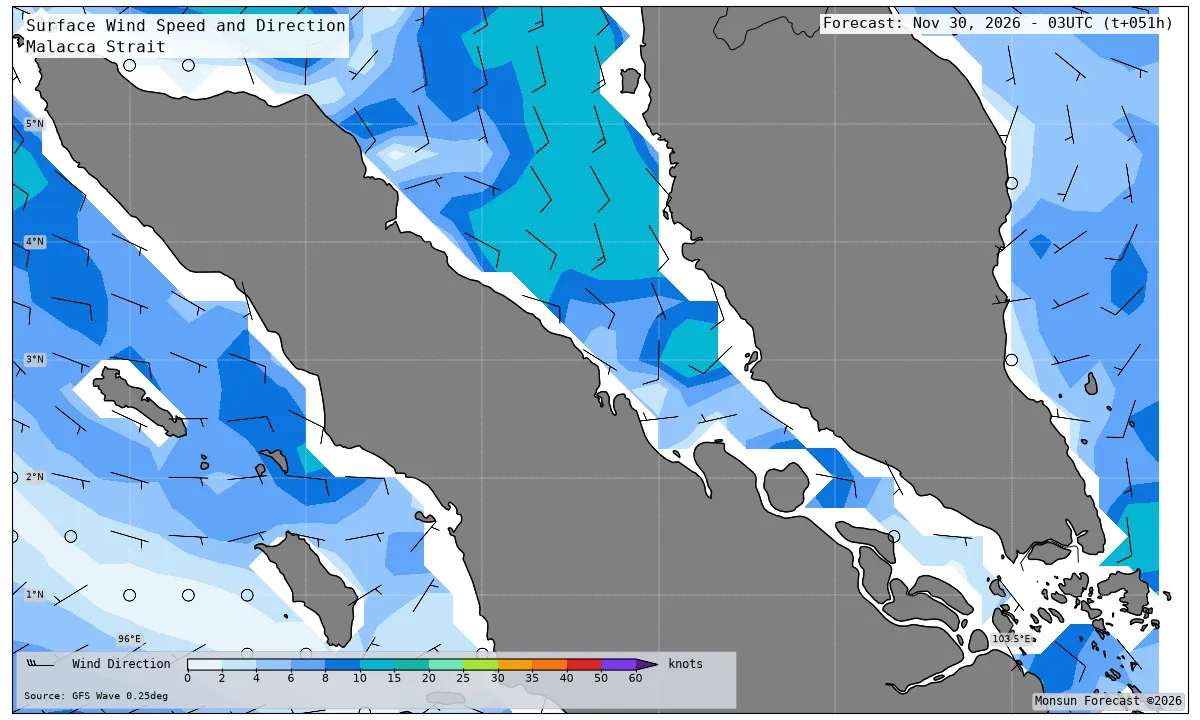 Surface Wind Speed and Direction
Malacca Strait
Forecast: Nov 30, 2026 - 03UTC (t+051h)
5°N
4°N
3°N
2°N
1°N
96°E
103.5°E
Wind Direction
knots
0 2 4 6 8 10 12 15 18 20 25 30 35 40 50 60
Source: GFS Wave 0.25deg
Monsun Forecast ©2026